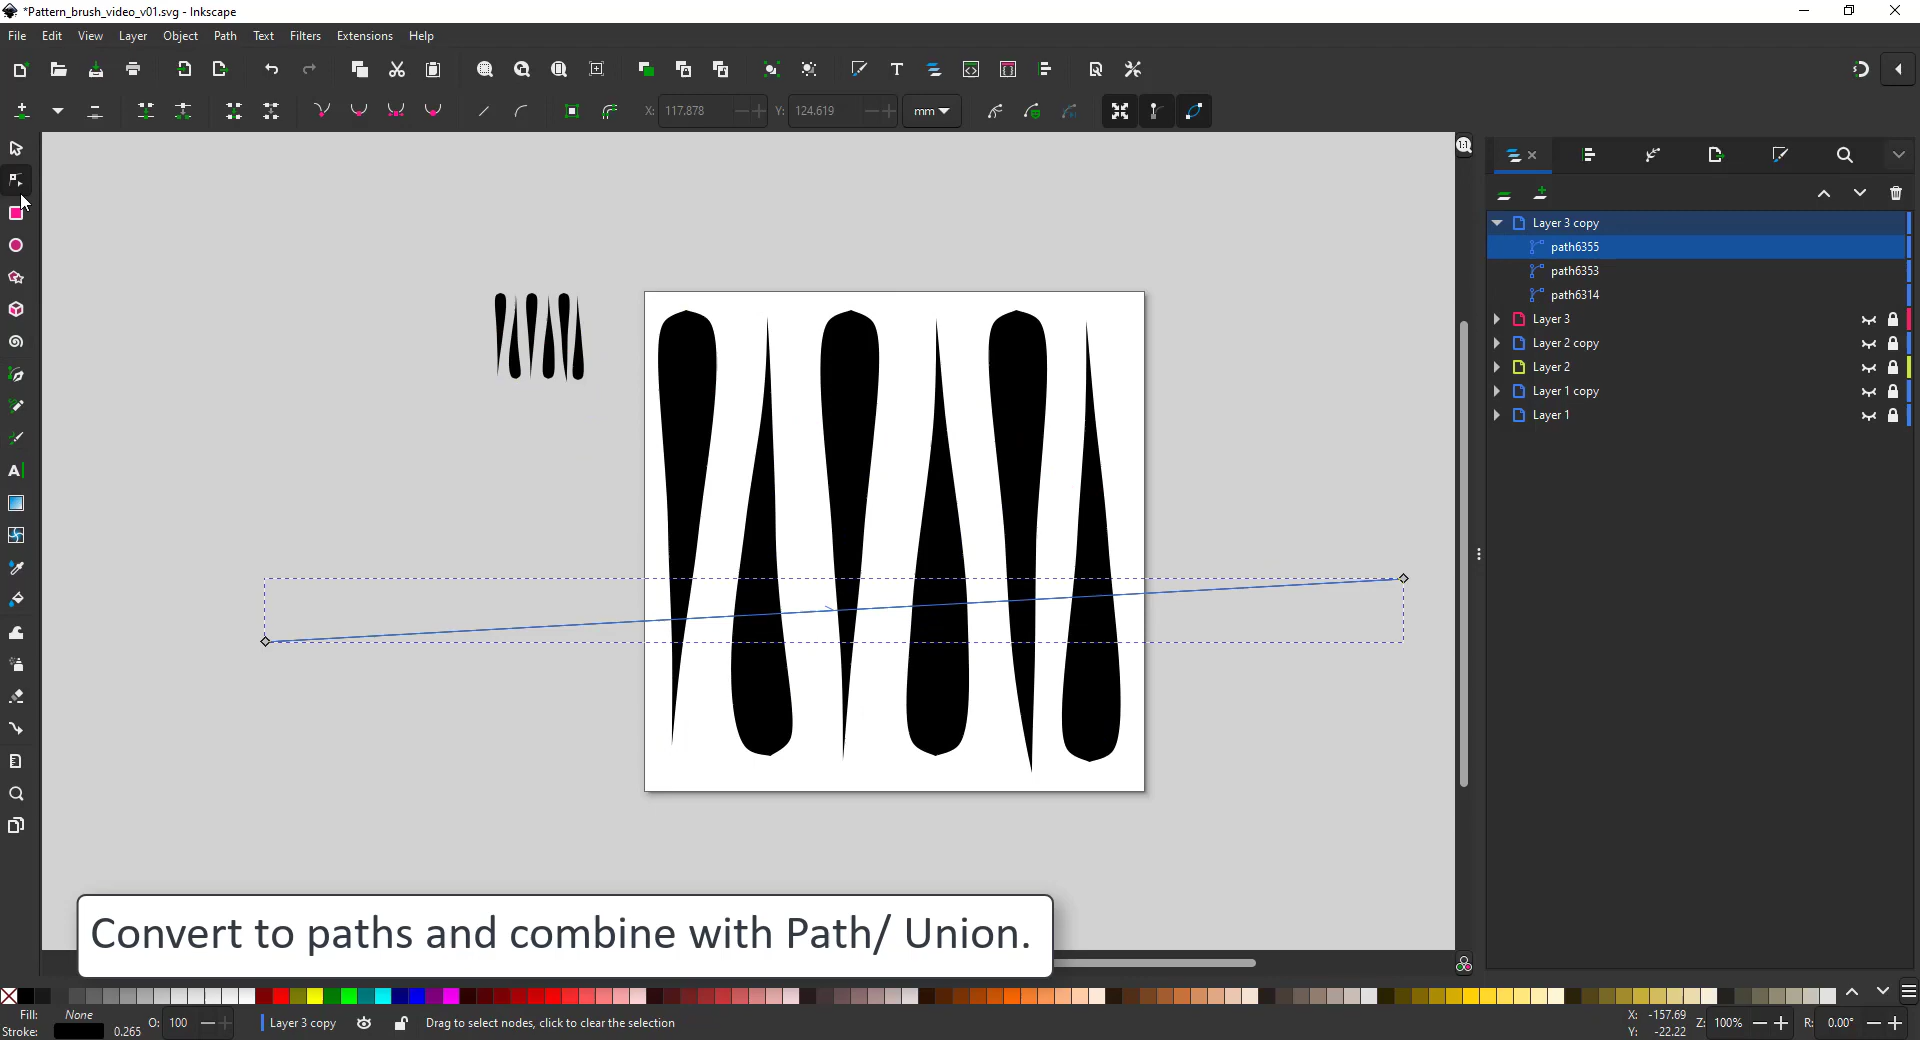 *Pattern_brush_video_v01.svg - Inkscape
File Edit View Layer Object Path Text Filters Extensions Help
X: 117.878 Y: 124.619 mm
1:1
Layer 3 copy
path6355
path6353
path6314
Layer 3
Layer 2 copy
Layer 2
Layer 1 copy
Layer 1
Convert to paths and combine with Path/ Union.
Fill: None
Stroke: 0.265 O: 100 Layer 3 copy Drag to select nodes, click to clear the selection
X: -157.69
Y: -22.22
Z: 100% R: 0.00°